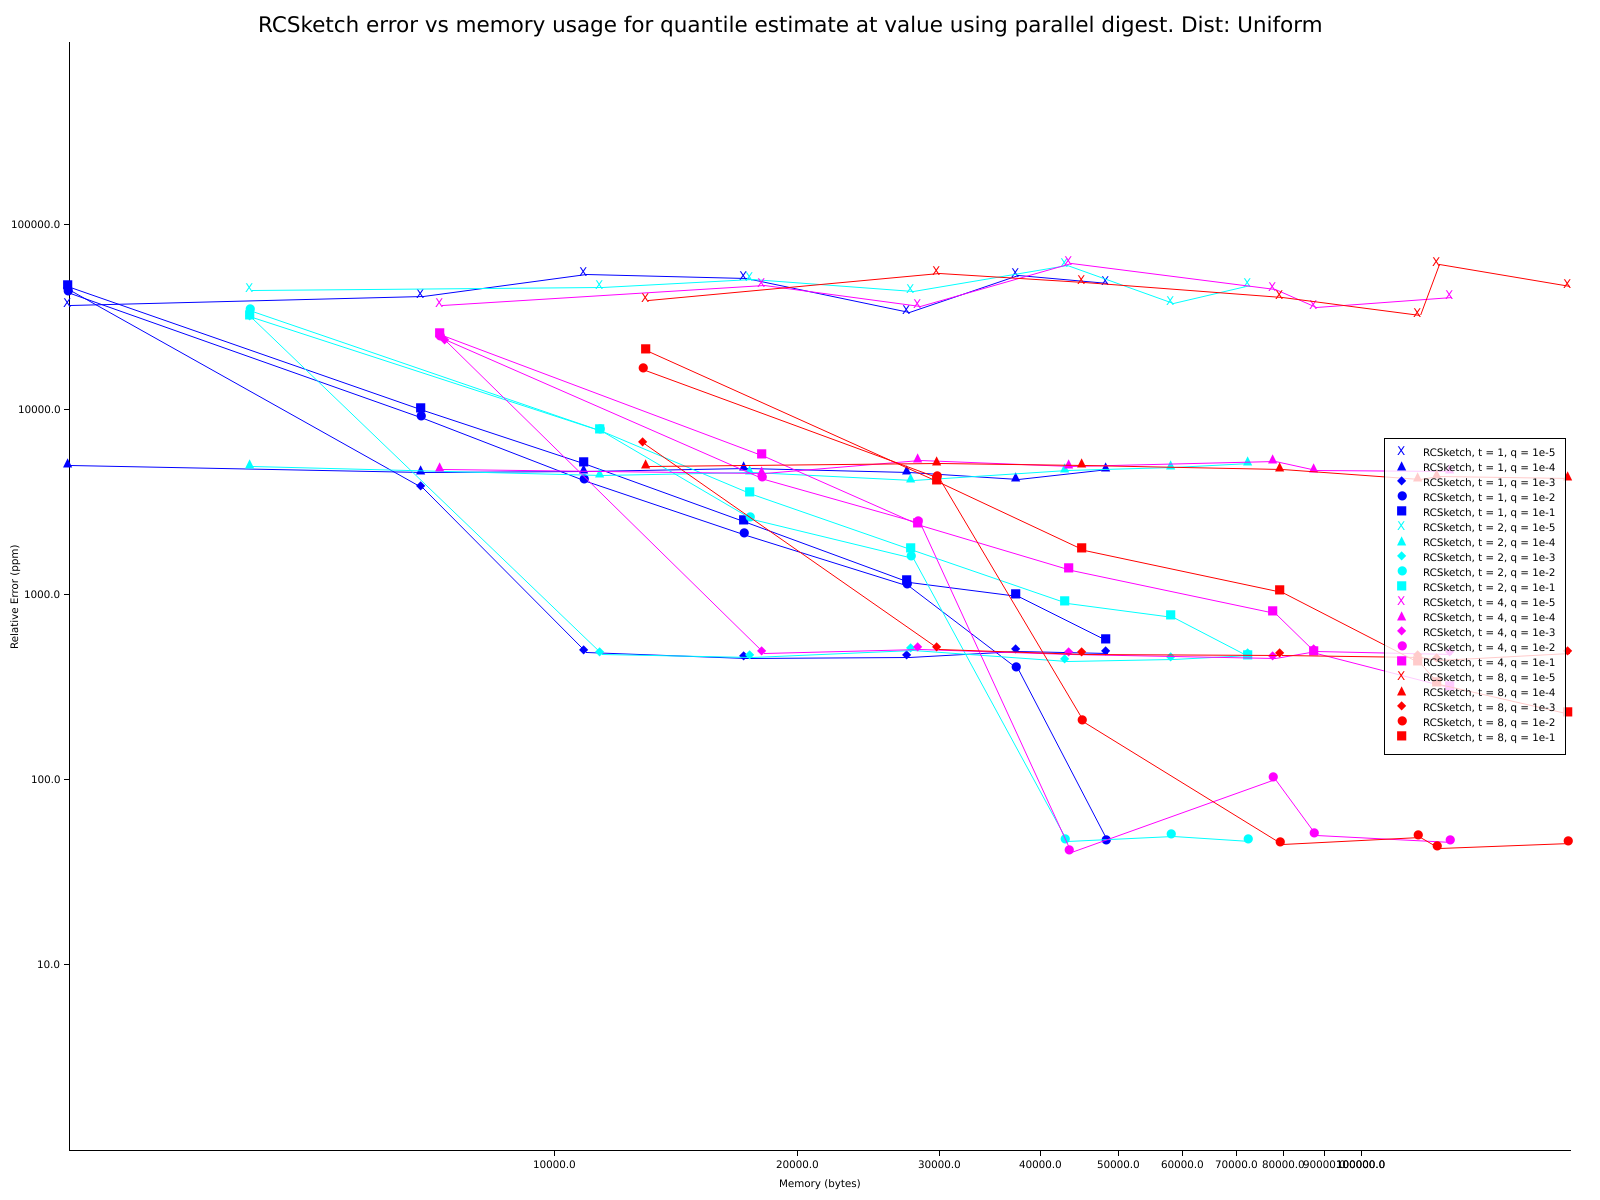 RCSketch error vs memory usage for quantile estimate at value using parallel digest. Dist: Uniform
100000.0
10000.0
1000.0
100.0
10.0
Relative Error (ppm)
RCSketch, t = 1, q = 1e-5
RCSketch, t = 1, q = 1e-4
RCSketch, t = 1, q = 1e-3
RCSketch, t = 1, q = 1e-2
RCSketch, t = 1, q = 1e-1
RCSketch, t = 2, q = 1e-5
RCSketch, t = 2, q = 1e-4
RCSketch, t = 2, q = 1e-3
RCSketch, t = 2, q = 1e-2
RCSketch, t = 2, q = 1e-1
RCSketch, t = 4, q = 1e-5
RCSketch, t = 4, q = 1e-4
RCSketch, t = 4, q = 1e-3
RCSketch, t = 4, q = 1e-2
RCSketch, t = 4, q = 1e-1
RCSketch, t = 8, q = 1e-5
RCSketch, t = 8, q = 1e-4
RCSketch, t = 8, q = 1e-3
RCSketch, t = 8, q = 1e-2
RCSketch, t = 8, q = 1e-1
10000.0 20000.0 30000.0 40000.0 50000.0 60000.0 70000.0 80000.0 90000.0 100000.0
Memory (bytes)